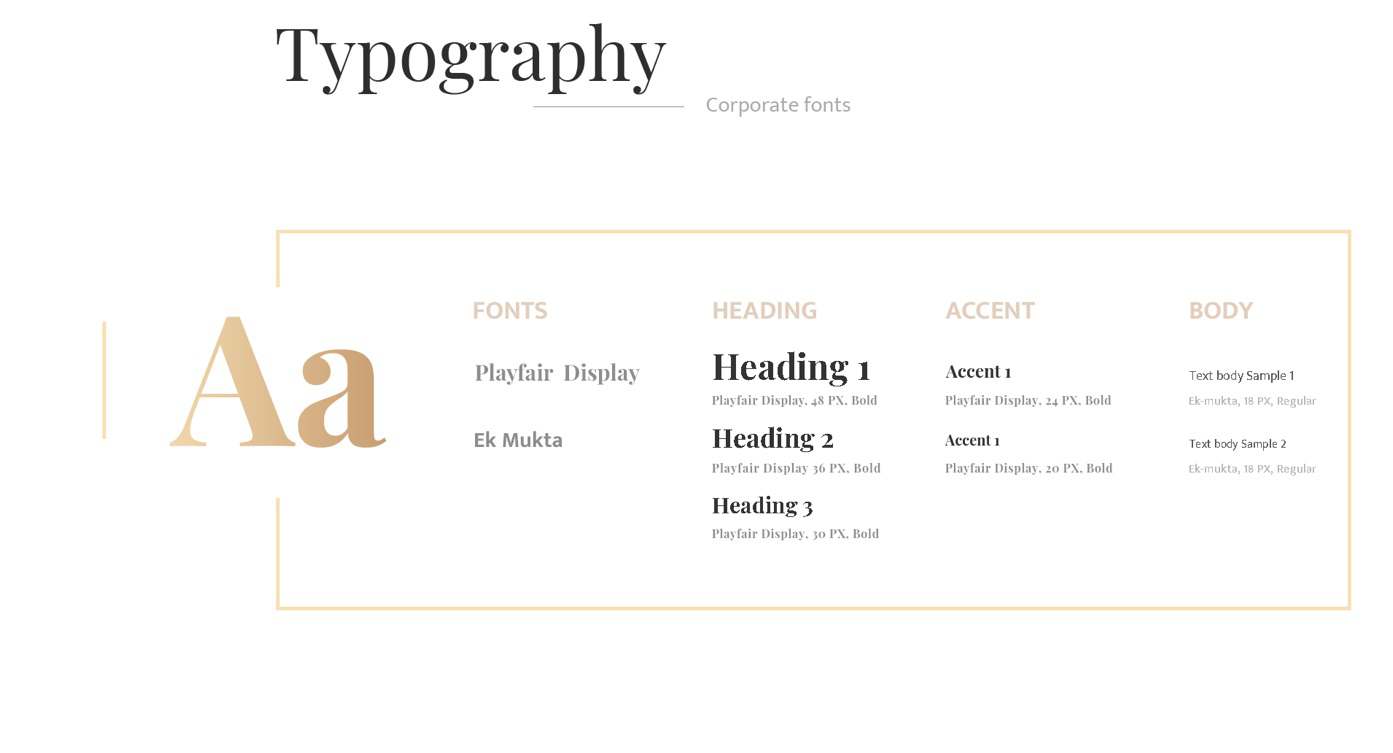 Typography
Corporate fonts
Aa
FONTS
Playfair Display
Ek Mukta
HEADING
Heading 1
Playfair Display, 48 PX, Bold
Heading 2
Playfair Display 36 PX, Bold
Heading 3
Playfair Display, 30 PX, Bold
ACCENT
Accent 1
Playfair Display, 24 PX, Bold
Accent 1
Playfair Display, 20 PX, Bold
BODY
Text body Sample 1
Ek-mukta, 18 PX, Regular
Text body Sample 2
Ek-mukta, 18 PX, Regular